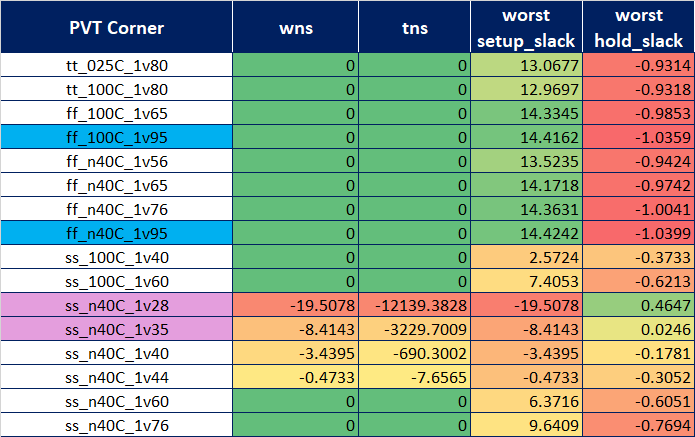 PVT Corner wns tns worst setup_slack worst hold_slack
tt_025C_1v80 0 0 13.0677 -0.9314
tt_100C_1v80 0 0 12.9697 -0.9318
ff_100C_1v65 0 0 14.3345 -0.9853
ff_100C_1v95 0 0 14.4162 -1.0359
ff_n40C_1v56 0 0 13.5235 -0.9424
ff_n40C_1v65 0 0 14.1718 -0.9742
ff_n40C_1v76 0 0 14.3631 -1.0041
ff_n40C_1v95 0 0 14.4242 -1.0399
ss_100C_1v40 0 0 2.5724 -0.3733
ss_100C_1v60 0 0 7.4053 -0.6213
ss_n40C_1v28 -19.5078 -12139.3828 -19.5078 0.4647
ss_n40C_1v35 -8.4143 -3229.7009 -8.4143 0.0246
ss_n40C_1v40 -3.4395 -690.3002 -3.4395 -0.1781
ss_n40C_1v44 -0.4733 -7.6565 -0.4733 -0.3052
ss_n40C_1v60 0 0 6.3716 -0.6051
ss_n40C_1v76 0 0 9.6409 -0.7694